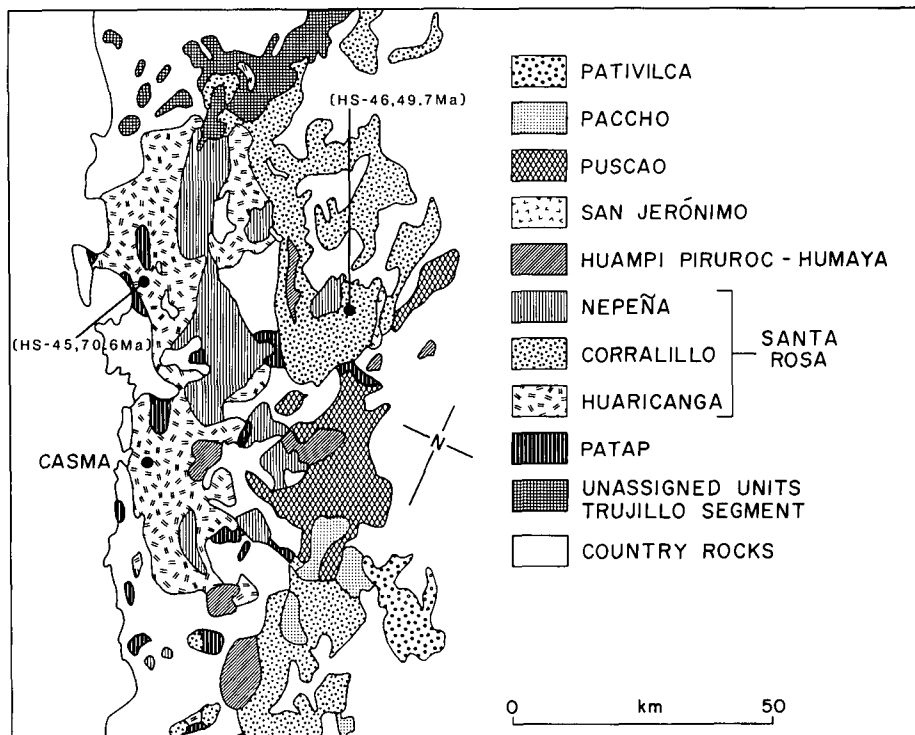 (HS-46,49.7Ma)
(HS-45,70.6Ma)
CASMA
N
PATIVILCA
PACCHO
PUSCAO
SAN JERÓNIMO
HUAMPI PIRUROC - HUMAYA
NEPEÑA
CORRALILLO
HUARICANGA
SANTA
ROSA
PATAP
UNASSIGNED UNITS
TRUJILLO SEGMENT
COUNTRY ROCKS
0 km 50